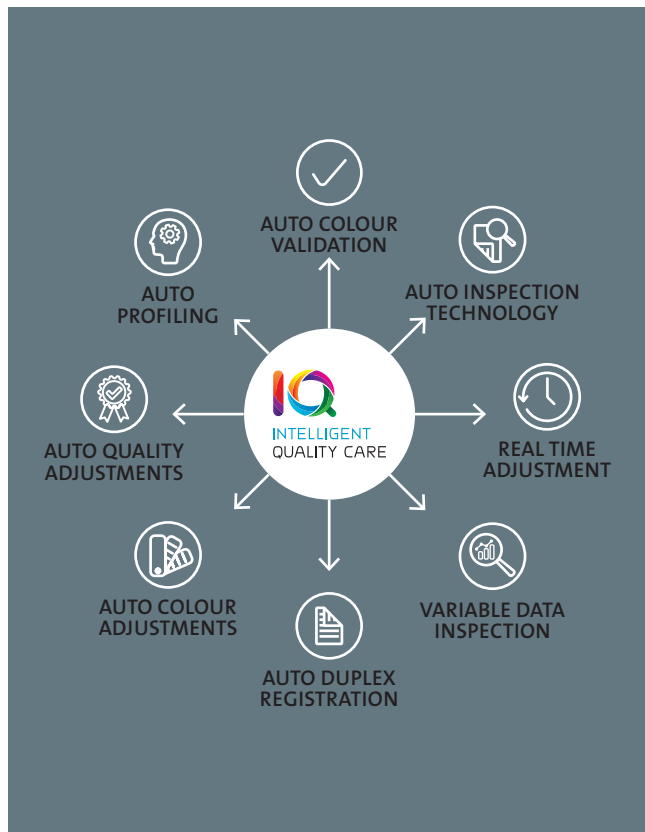 AUTO COLOUR
VALIDATION
AUTO
PROFILING
AUTO INSPECTION
TECHNOLOGY
IQ
INTELLIGENT
QUALITY CARE
AUTO QUALITY
ADJUSTMENTS
REAL TIME
ADJUSTMENT
AUTO COLOUR
ADJUSTMENTS
VARIABLE DATA
INSPECTION
AUTO DUPLEX
REGISTRATION